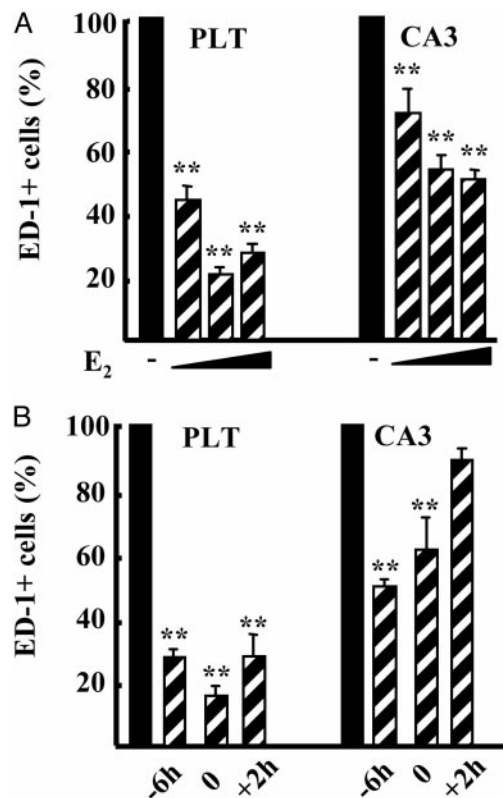 A
ED-1+ cells (%)
100
80
60
40
20
PLT
CA3
**
**
**
**
**
**
E2
-
-
B
ED-1+ cells (%)
100
80
60
40
20
PLT
CA3
**
**
**
**
**
-6h
0
+2h
-6h
0
+2h